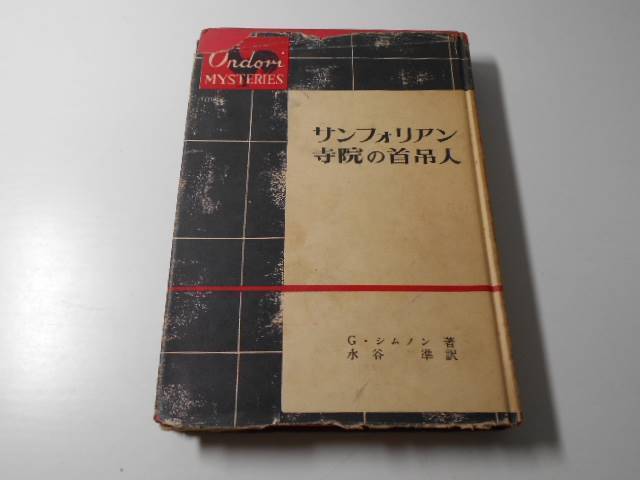 Ondori
MYSTERIES
サンフォリアン
寺院の首吊人
G・シムノン 著
水谷 準 訳